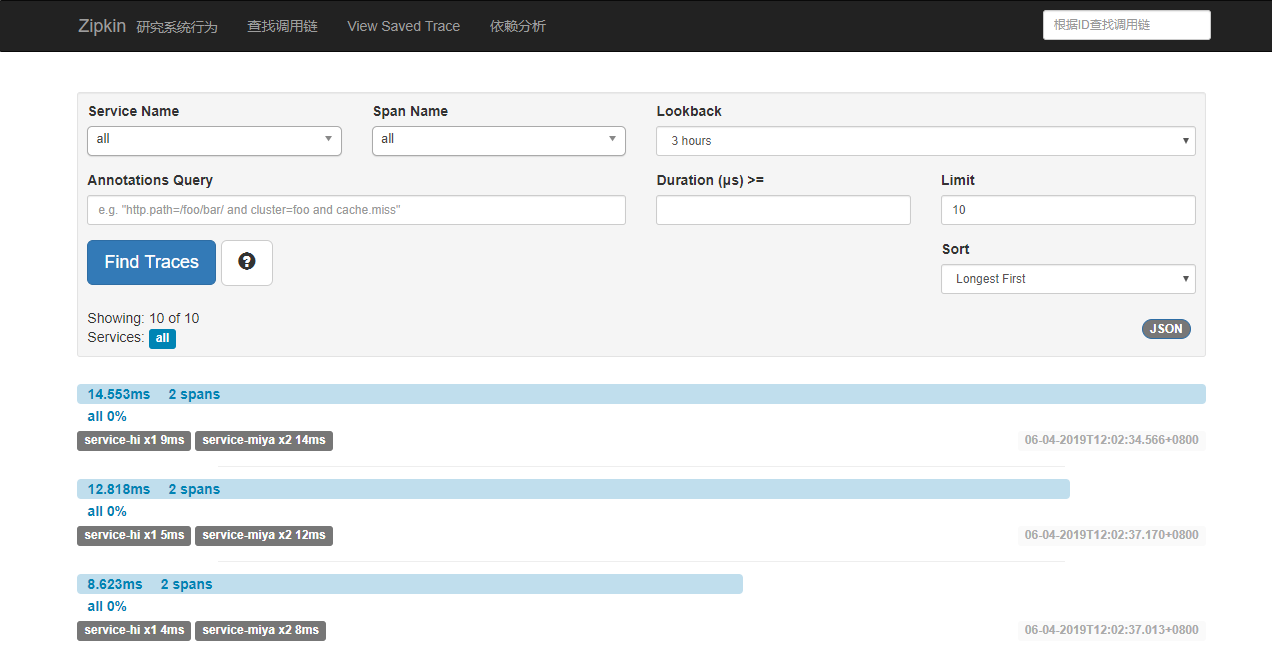 Zipkin 研究系统行为 查找调用链 View Saved Trace 依赖分析 根据ID查找调用链
Service Name Span Name Lookback
all all 3 hours
Annotations Query Duration (μs) >= Limit
e.g. "http.path=/foo/bar/ and cluster=foo and cache.miss" 10
Find Traces Sort
Longest First
Showing: 10 of 10
Services: all JSON
14.553ms 2 spans
all 0%
service-hi x1 9ms service-miya x2 14ms 06-04-2019T12:02:34.566+0800
12.818ms 2 spans
all 0%
service-hi x1 5ms service-miya x2 12ms 06-04-2019T12:02:37.170+0800
8.623ms 2 spans
all 0%
service-hi x1 4ms service-miya x2 8ms 06-04-2019T12:02:37.013+0800